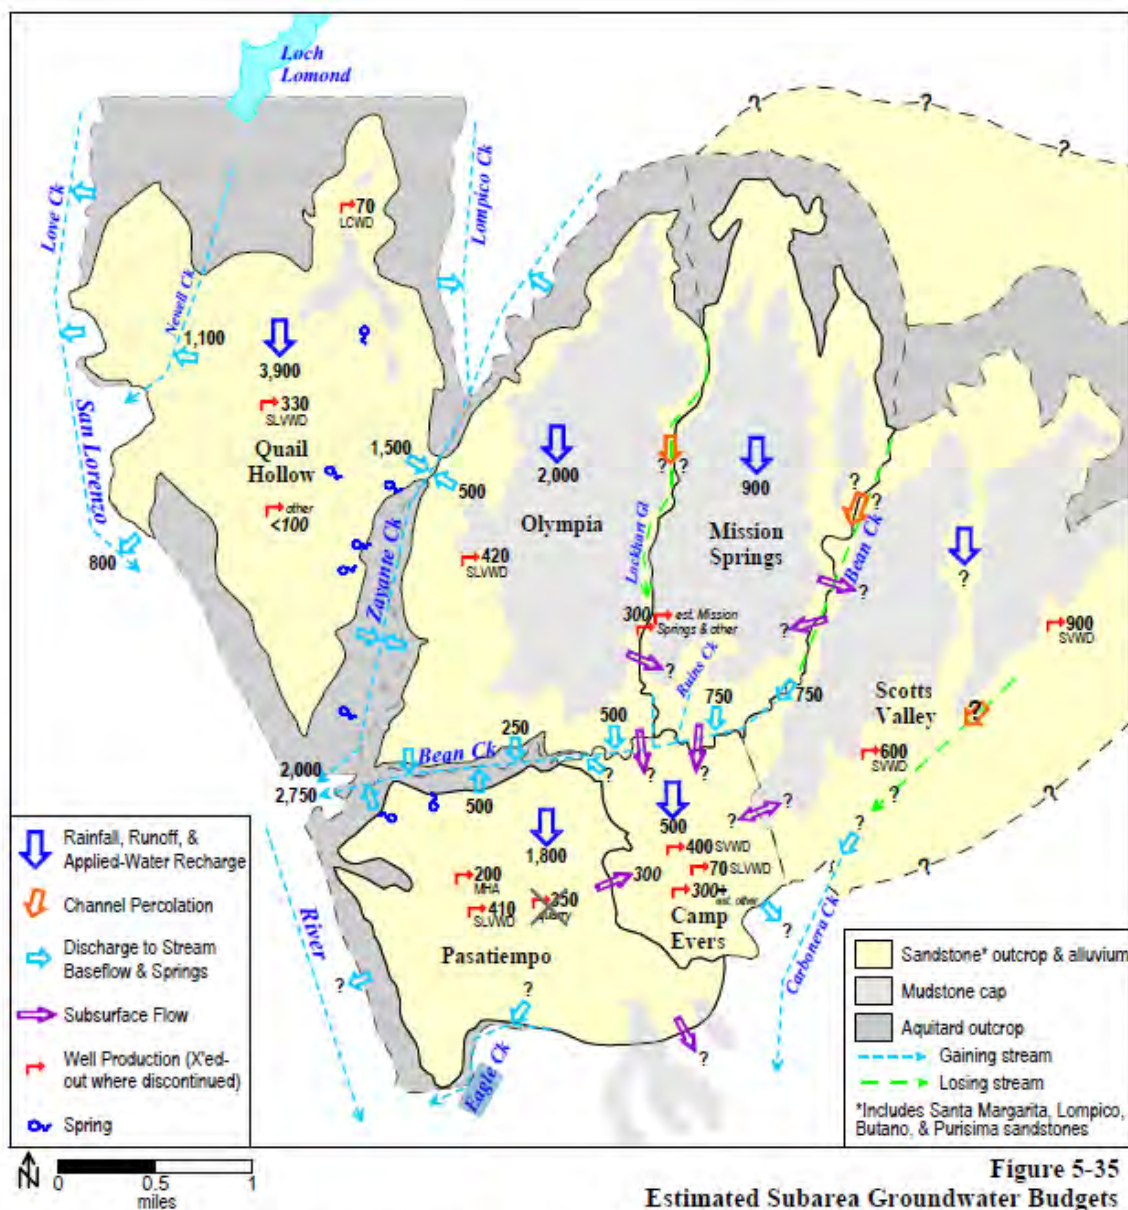 Loch
Lomond
Love Ck
Lompico Ck
?
?
?
?
70
LCWD
Newell Ck
1,100
3,900
330
SLVWD
Quail
Hollow
other
<100
San Lorenzo
800
1,500
500
Zayante Ck
2,000
Olympia
420
SLVWD
Lockhart Gl
? ?
900
Mission
Springs
?
?
Bean Ck
?
?
300
est. Mission
Springs & other
?
Ruins Ck
?
900
SVWD
Scotts
Valley
?
600
SVWD
?
?
?
750
750
500
250
Bean Ck
2,000
2,750
500
?
?
?
?
?
500
400 SVWD
70 SLVWD
300+
est. other
Camp
Evers
300
1,800
200
MHA
410
SLVWD
350
quarry
Pasatiempo
River
?
?
Eagle Ck
?
?
Carbonera Ck
?
?
Rainfall, Runoff, &
Applied-Water Recharge
Channel Percolation
Discharge to Stream
Baseflow & Springs
Subsurface Flow
Well Production (X'ed-
out where discontinued)
Spring
Sandstone* outcrop & alluvium
Mudstone cap
Aquitard outcrop
Gaining stream
Losing stream
*Includes Santa Margarita, Lompico,
Butano, & Purisima sandstones
N
0 0.5 1
miles
Figure 5-35
Estimated Subarea Groundwater Budgets